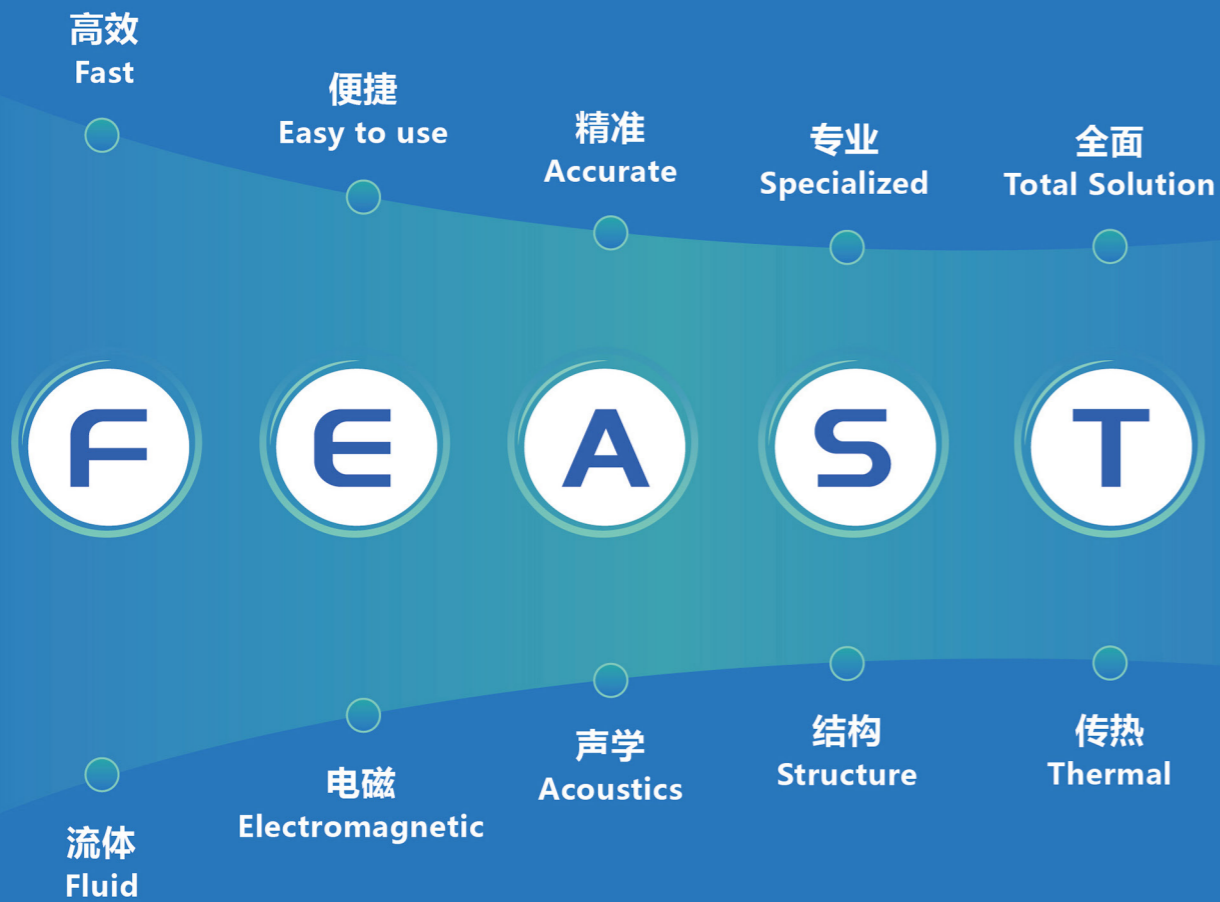 高效
Fast
便捷
Easy to use
精准
Accurate
专业
Specialized
全面
Total Solution
F E A S T
流体
Fluid
电磁
Electromagnetic
声学
Acoustics
结构
Structure
传热
Thermal